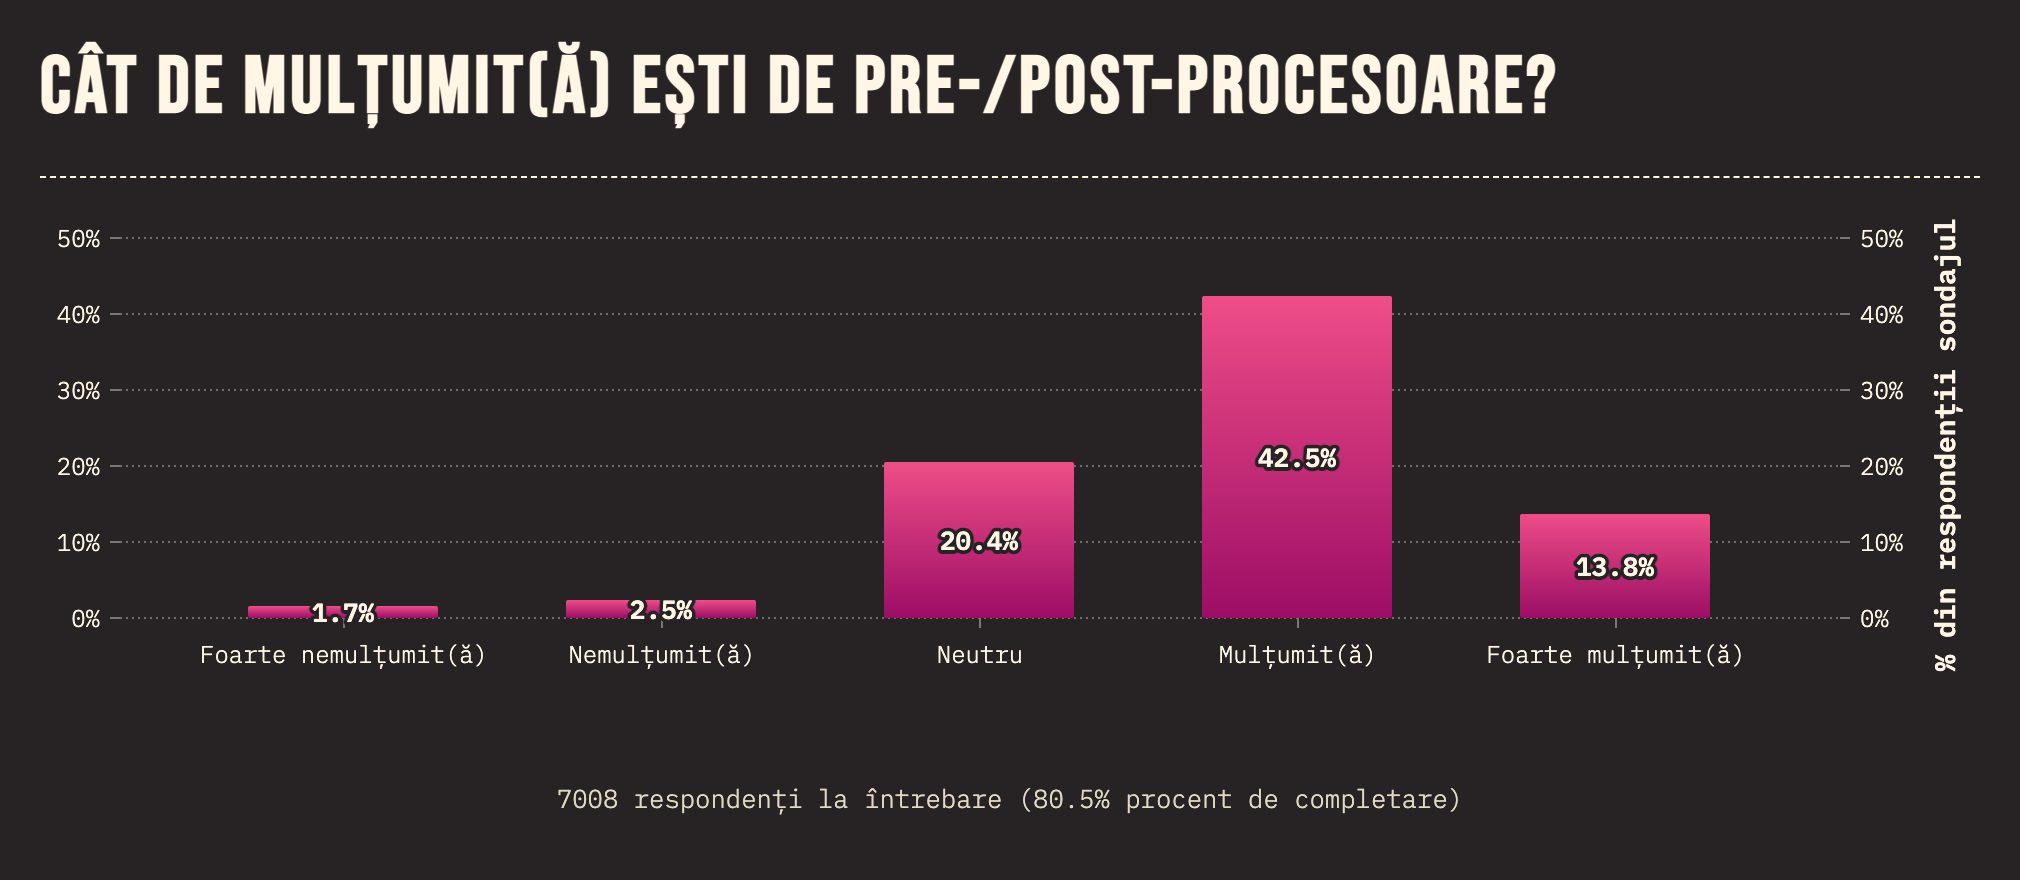 CÂT DE MULȚUMIT(Ă) EȘTI DE PRE-/POST-PROCESOARE?
50% 50%
40% 40%
30% 30%
20% 20%
10% 10%
0% 0%
1.7% 2.5% 20.4% 42.5% 13.8%
Foarte nemulțumit(ă) Nemulțumit(ă) Neutru Mulțumit(ă) Foarte mulțumit(ă)
% din respondenții sondajul
7008 respondenți la întrebare (80.5% procent de completare)